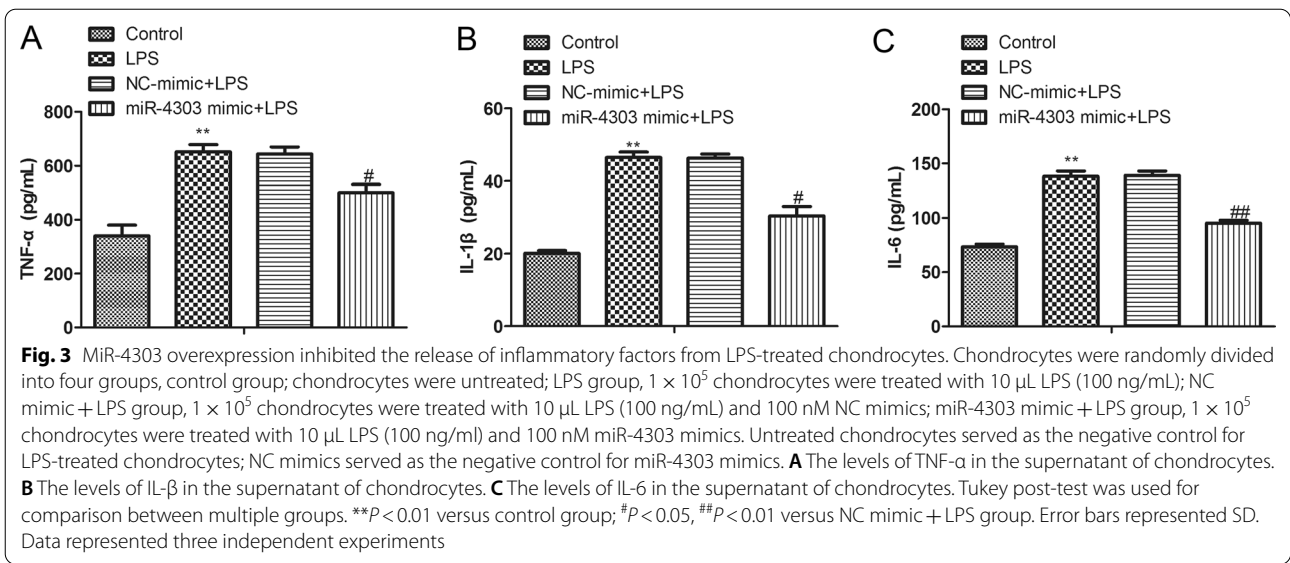 A
Control
LPS
NC-mimic+LPS
miR-4303 mimic+LPS
TNF-α (pg/mL)
800
600
400
200
0
**
#
B
Control
LPS
NC-mimic+LPS
miR-4303 mimic+LPS
IL-1β (pg/mL)
60
40
20
0
**
#
C
Control
LPS
NC-mimic+LPS
miR-4303 mimic+LPS
IL-6 (pg/mL)
200
150
100
50
0
**
##
Fig. 3 MiR-4303 overexpression inhibited the release of inflammatory factors from LPS-treated chondrocytes. Chondrocytes were randomly divided
into four groups, control group; chondrocytes were untreated; LPS group, 1 × 10⁵ chondrocytes were treated with 10 µL LPS (100 ng/mL); NC
mimic + LPS group, 1 × 10⁵ chondrocytes were treated with 10 µL LPS (100 ng/mL) and 100 nM NC mimics; miR-4303 mimic + LPS group, 1 × 10⁵
chondrocytes were treated with 10 µL LPS (100 ng/ml) and 100 nM miR-4303 mimics. Untreated chondrocytes served as the negative control for
LPS-treated chondrocytes; NC mimics served as the negative control for miR-4303 mimics. A The levels of TNF-α in the supernatant of chondrocytes.
B The levels of IL-β in the supernatant of chondrocytes. C The levels of IL-6 in the supernatant of chondrocytes. Tukey post-test was used for
comparison between multiple groups. **P < 0.01 versus control group; #P < 0.05, ##P < 0.01 versus NC mimic + LPS group. Error bars represented SD.
Data represented three independent experiments